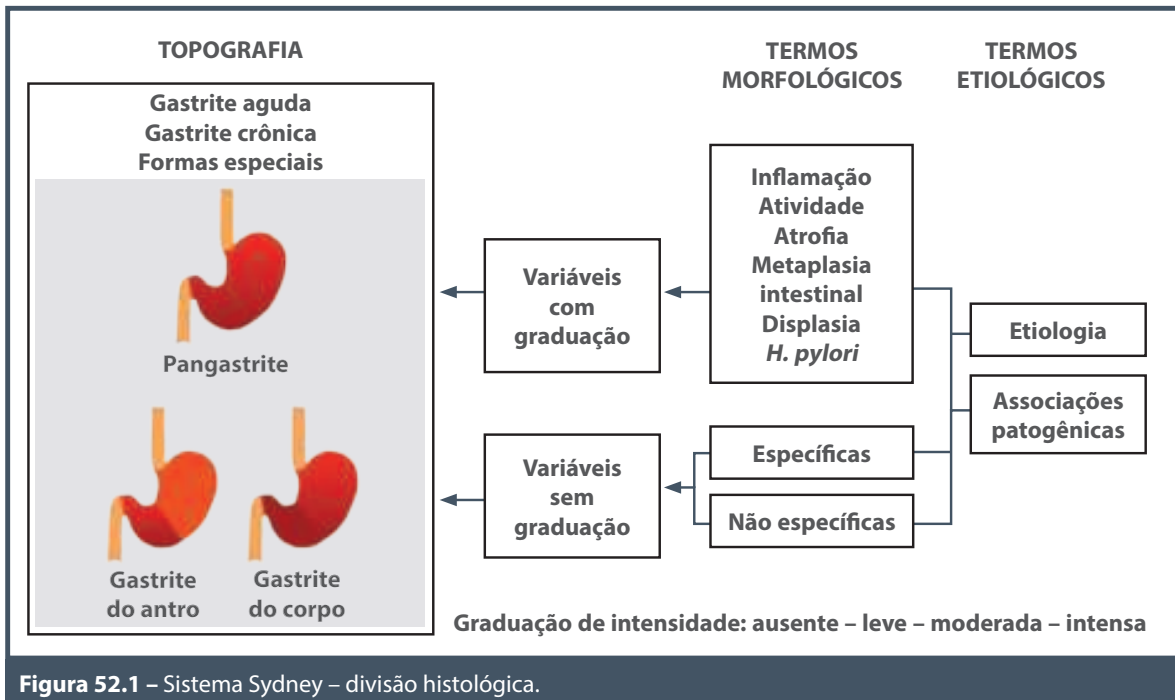 TOPOGRAFIA
TERMOS
MORFOLÓGICOS
TERMOS
ETIOLÓGICOS
Gastrite aguda
Gastrite crônica
Formas especiais
Pangastrite
Gastrite
do antro
Gastrite
do corpo
Variáveis
com
graduação
Variáveis
sem
graduação
Inflamação
Atividade
Atrofia
Metaplasia
intestinal
Displasia
H. pylori
Específicas
Não específicas
Etiologia
Associações
patogênicas
Graduação de intensidade: ausente – leve – moderada – intensa
Figura 52.1 – Sistema Sydney – divisão histológica.